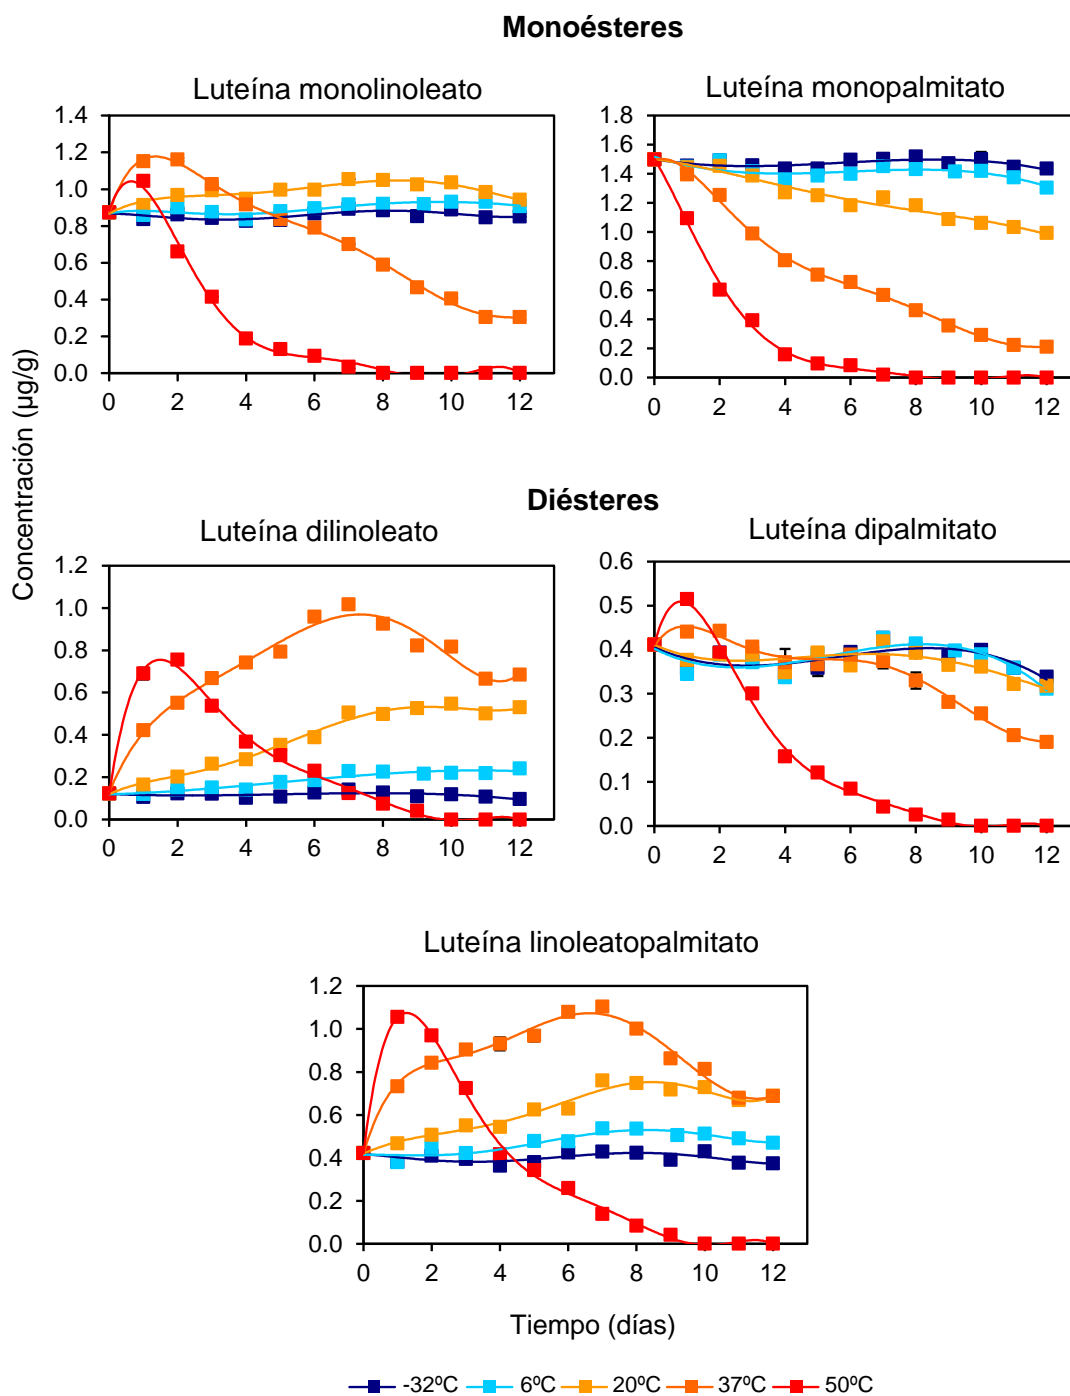 Monoésteres
Luteína monolinoleato
Luteína monopalmitato
1.4
1.2
1.0
0.8
0.6
0.4
0.2
0.0
0 2 4 6 8 10 12
1.8
1.6
1.4
1.2
1.0
0.8
0.6
0.4
0.2
0.0
0 2 4 6 8 10 12
Concentración (µg/g)
Diésteres
Luteína dilinoleato
Luteína dipalmitato
1.2
1.0
0.8
0.6
0.4
0.2
0.0
0 2 4 6 8 10 12
0.6
0.5
0.4
0.3
0.2
0.1
0.0
0 2 4 6 8 10 12
Luteína linoleatopalmitato
1.2
1.0
0.8
0.6
0.4
0.2
0.0
0 2 4 6 8 10 12
Tiempo (días)
-32ºC 6ºC 20ºC 37ºC 50ºC